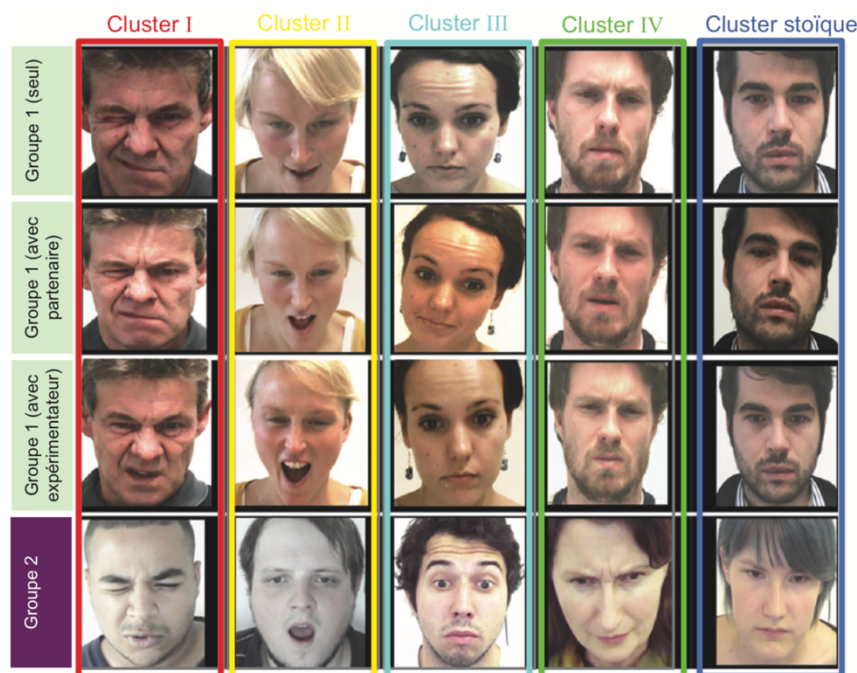 Cluster I
Cluster II
Cluster III
Cluster IV
Cluster stoïque
Groupe 1 (seul)
Groupe 1 (avec
partenaire)
Groupe 1 (avec
expérimentateur)
Groupe 2